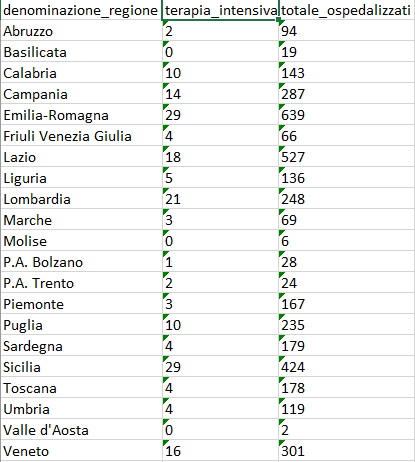 denominazione_regione terapia_intensiva totale_ospedalizzati
Abruzzo 2 94
Basilicata 0 19
Calabria 10 143
Campania 14 287
Emilia-Romagna 29 639
Friuli Venezia Giulia 4 66
Lazio 18 527
Liguria 5 136
Lombardia 21 248
Marche 3 69
Molise 0 6
P.A. Bolzano 1 28
P.A. Trento 2 24
Piemonte 3 167
Puglia 10 235
Sardegna 4 179
Sicilia 29 424
Toscana 4 178
Umbria 4 119
Valle d'Aosta 0 2
Veneto 16 301